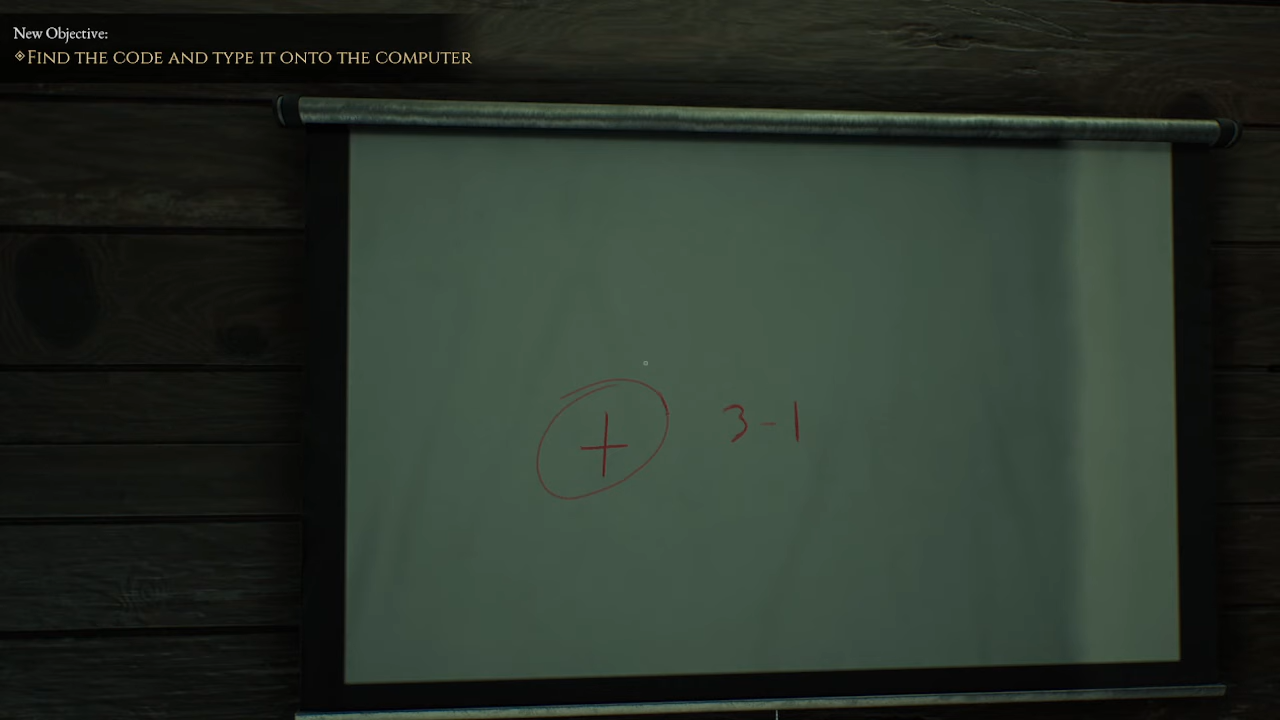 New Objective:
FIND THE CODE AND TYPE IT ONTO THE COMPUTER
+ 3-1